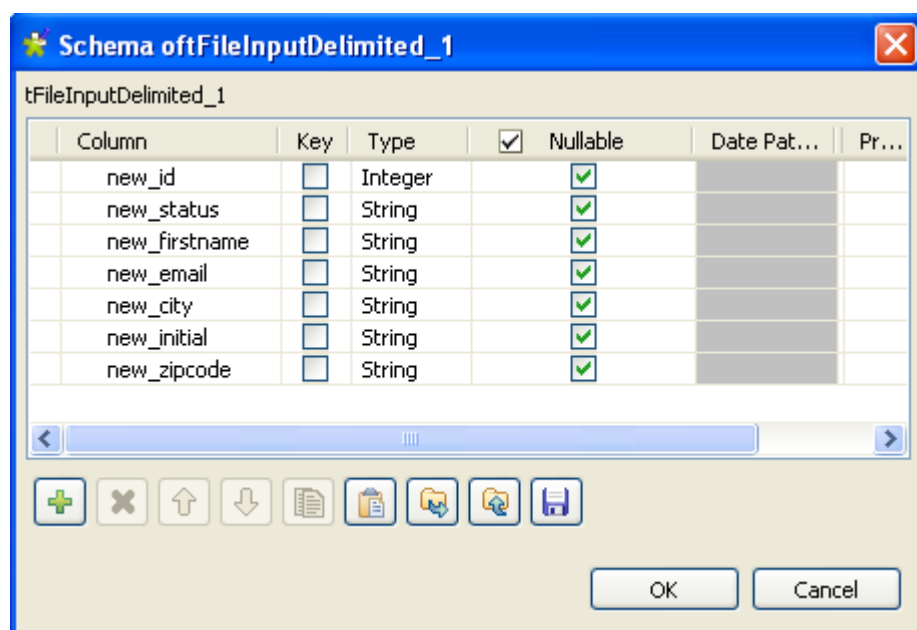 Schema oftFileInputDelimited_1
tFileInputDelimited_1
Column Key Type Nullable Date Pat... Pr...
new_id Integer
new_status String
new_firstname String
new_email String
new_city String
new_initial String
new_zipcode String
OK Cancel